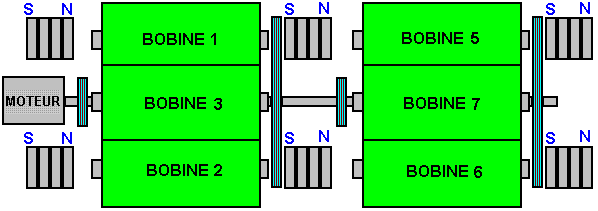 S N S N S N
BOBINE 1 BOBINE 5
MOTEUR BOBINE 3 BOBINE 7
S N S N S N
BOBINE 2 BOBINE 6